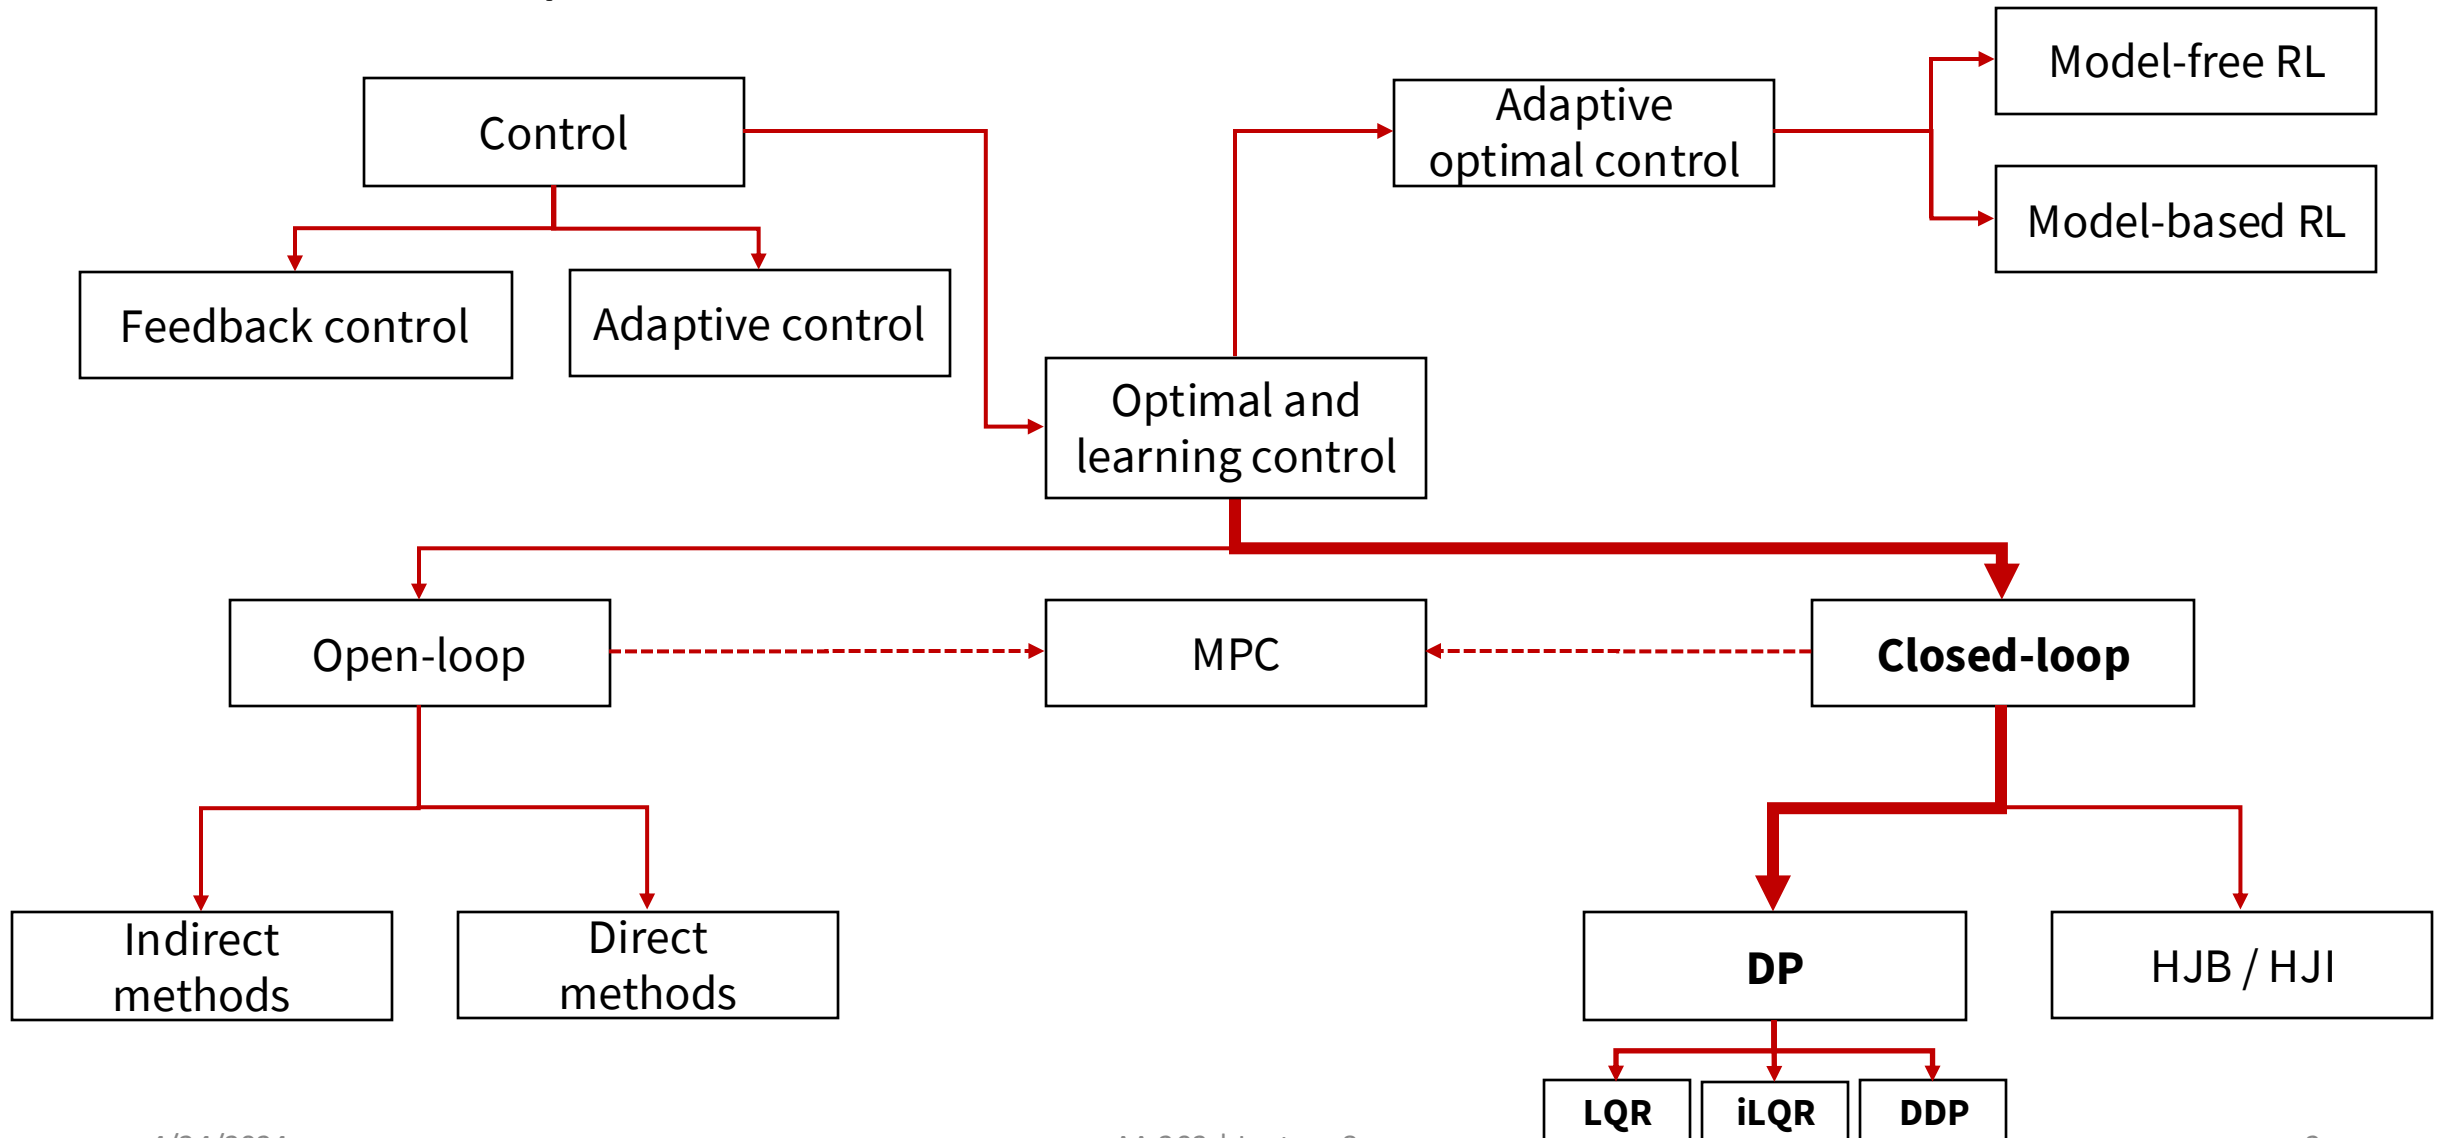 Model-free RL
Control
Adaptive
optimal control
Model-based RL
Feedback control
Adaptive control
Optimal and
learning control
Open-loop
MPC
Closed-loop
Indirect
methods
Direct
methods
DP
HJB / HJI
LQR
iLQR
DDP